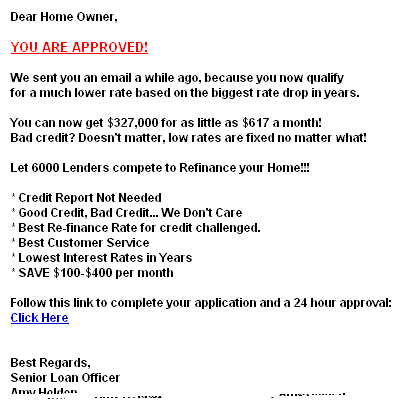 Dear Home Owner,
YOU ARE APPROVED!
We sent you an email a while ago, because you now qualify
for a much lower rate based on the biggest rate drop in years.
You can now get $327,000 for as little as $617 a month!
Bad credit? Doesn't matter, low rates are fixed no matter what!
Let 6000 Lenders compete to Refinance your Home!!!
* Credit Report Not Needed
* Good Credit, Bad Credit... We Don't Care
* Best Re-finance Rate for credit challenged.
* Best Customer Service
* Lowest Interest Rates in Years
* SAVE $100-$400 per month
Follow this link to complete your application and a 24 hour approval:
Click Here
Best Regards,
Senior Loan Officer
Amy Holden